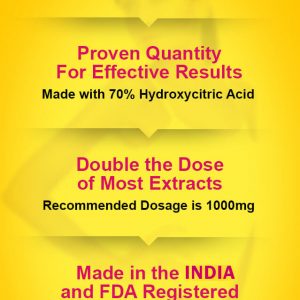 Proven Quantity
For Effective Results
Made with 70% Hydroxycitric Acid
Double the Dose
of Most Extracts
Recommended Dosage is 1000mg
Made in the INDIA
and FDA Registered